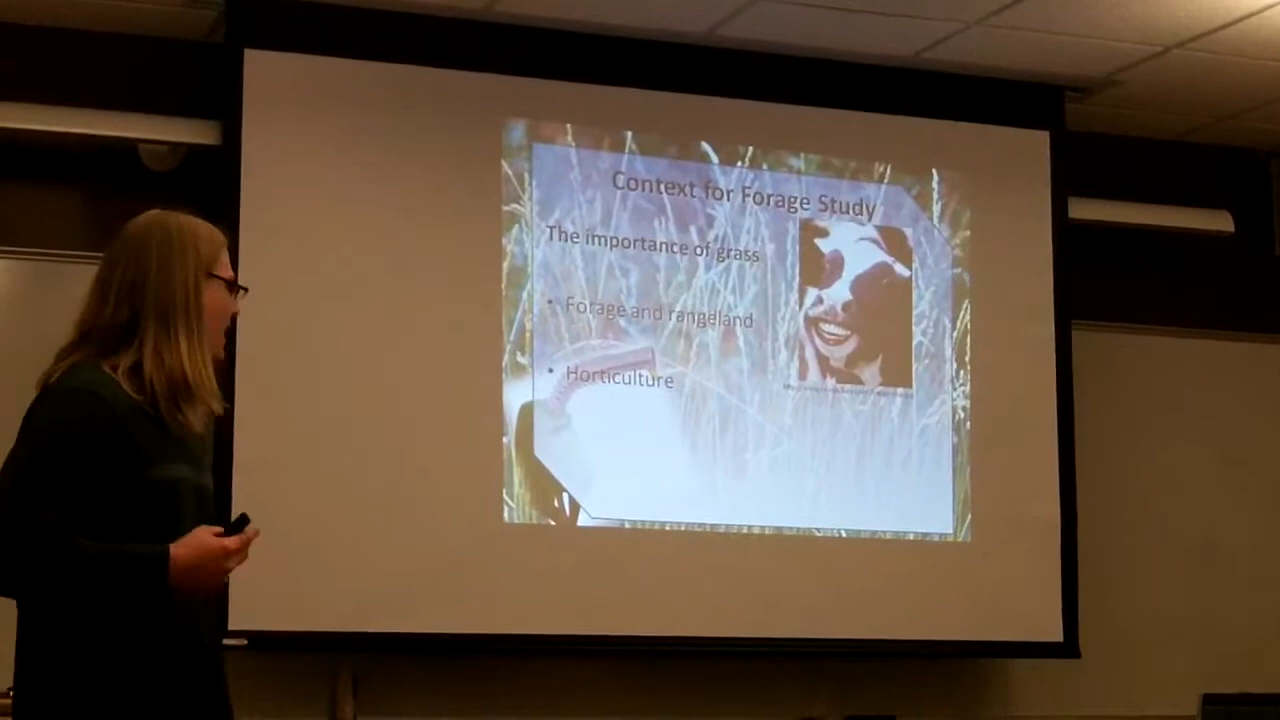 Context for Forage Study
The importance of grass
• Forage and rangeland
• Horticulture